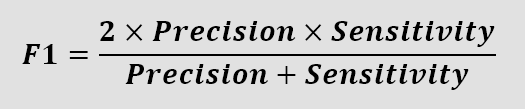 F1 = 2 × Precision × Sensitivity / Precision + Sensitivity